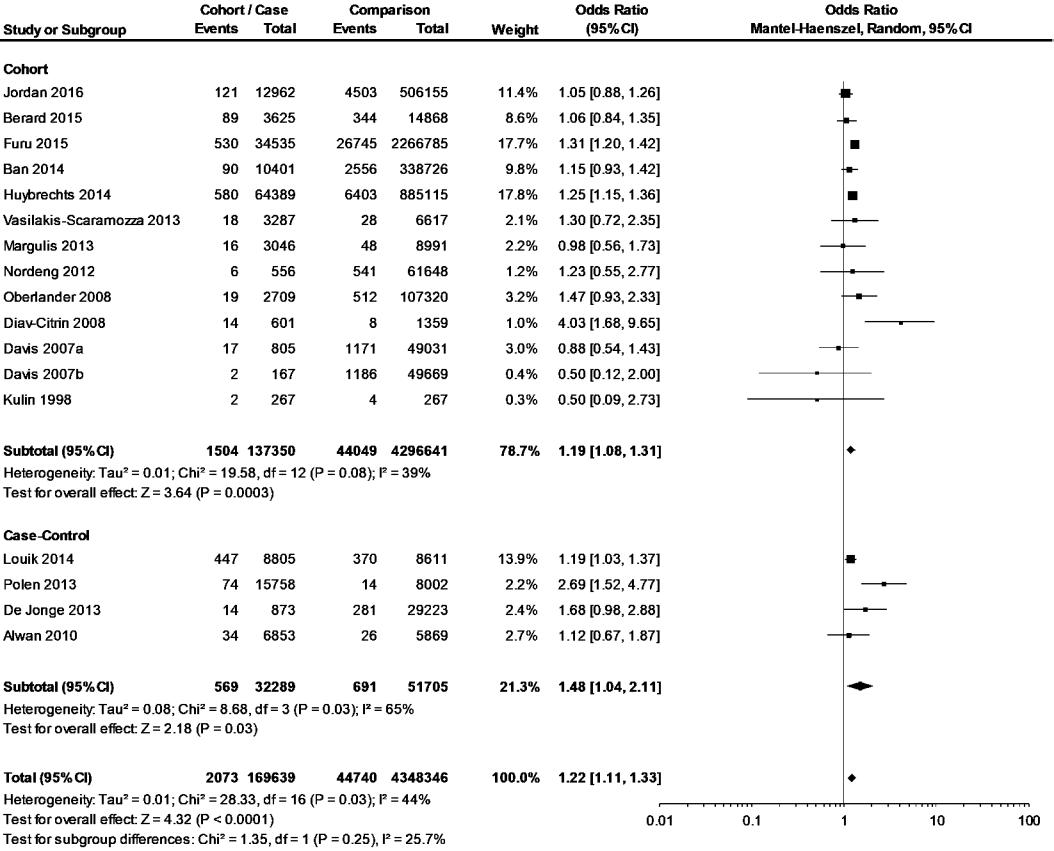 Cohort / Case Comparison Odds Ratio Odds Ratio
Study or Subgroup Events Total Events Total Weight (95%CI) Mantel-Haenszel, Random, 95%CI
Cohort
Jordan 2016 121 12962 4503 506155 11.4% 1.05 [0.88, 1.26]
Berard 2015 89 3625 344 14868 8.6% 1.06 [0.84, 1.35]
Furu 2015 530 34535 26745 2266785 17.7% 1.31 [1.20, 1.42]
Ban 2014 90 10401 2556 338726 9.8% 1.15 [0.93, 1.42]
Huybrechts 2014 580 64389 6403 885115 17.8% 1.25 [1.15, 1.36]
Vasilakis-Scaramozza 2013 18 3287 28 6617 2.1% 1.30 [0.72, 2.35]
Margulis 2013 16 3046 48 8991 2.2% 0.98 [0.56, 1.73]
Nordeng 2012 6 556 541 61648 1.2% 1.23 [0.55, 2.77]
Oberlander 2008 19 2709 512 107320 3.2% 1.47 [0.93, 2.33]
Diav-Citrin 2008 14 601 8 1359 1.0% 4.03 [1.68, 9.65]
Davis 2007a 17 805 1171 49031 3.0% 0.88 [0.54, 1.43]
Davis 2007b 2 167 1186 49669 0.4% 0.50 [0.12, 2.00]
Kulin 1998 2 267 4 267 0.3% 0.50 [0.09, 2.73]
Subtotal (95%CI) 1504 137350 44049 4296641 78.7% 1.19 [1.08, 1.31]
Heterogeneity: Tau² = 0.01; Chi² = 19.58, df = 12 (P = 0.08); I² = 39%
Test for overall effect: Z = 3.64 (P = 0.0003)
Case-Control
Louik 2014 447 8805 370 8611 13.9% 1.19 [1.03, 1.37]
Polen 2013 74 15758 14 8002 2.2% 2.69 [1.52, 4.77]
De Jonge 2013 14 873 281 29223 2.4% 1.68 [0.98, 2.88]
Alwan 2010 34 6853 26 5869 2.7% 1.12 [0.67, 1.87]
Subtotal (95%CI) 569 32289 691 51705 21.3% 1.48 [1.04, 2.11]
Heterogeneity: Tau² = 0.08; Chi² = 8.68, df = 3 (P = 0.03); I² = 65%
Test for overall effect: Z = 2.18 (P = 0.03)
Total (95%CI) 2073 169639 44740 4348346 100.0% 1.22 [1.11, 1.33]
Heterogeneity: Tau² = 0.01; Chi² = 28.33, df = 16 (P = 0.03); I² = 44%
Test for overall effect: Z = 4.32 (P < 0.0001)
Test for subgroup differences: Chi² = 1.35, df = 1 (P = 0.25), I² = 25.7%
0.01 0.1 1 10 100